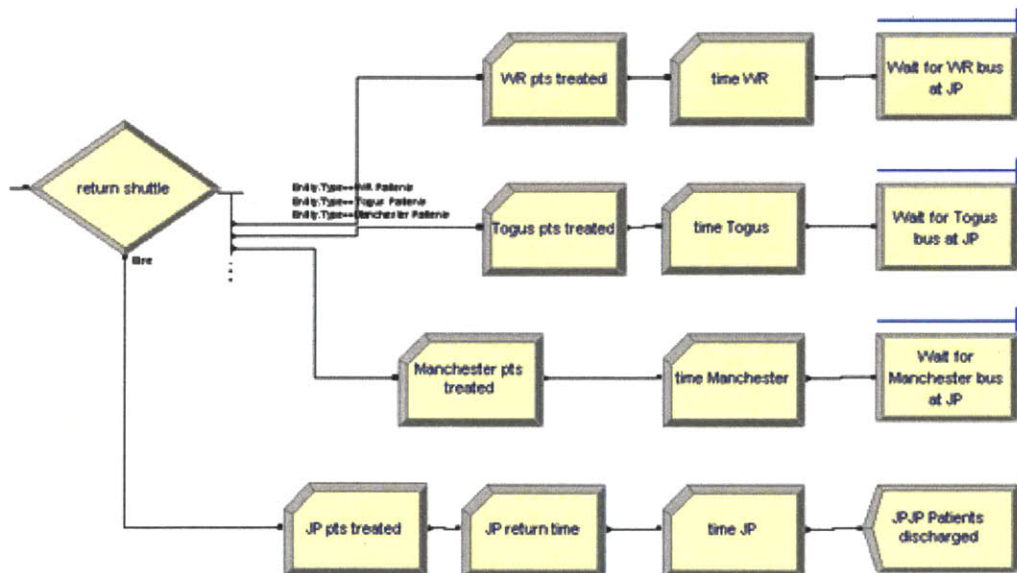 WR pts treated
time WR
Wait for WR bus
at JP
return shuttle
Entity.Type==WR Patients
Entity.Type==Togus Patients
Entity.Type==Manchester Patients
Else
Togus pts treated
time Togus
Wait for Togus
bus at JP
Manchester pts
treated
time Manchester
Wait for
Manchester bus
at JP
JP pts treated
JP return time
time JP
JPJP Patients
discharged